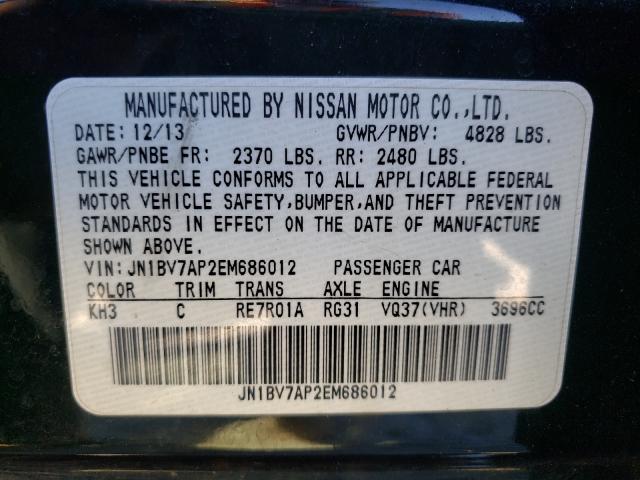 MANUFACTURED BY NISSAN MOTOR CO.,LTD.
DATE: 12/13 GVWR/PNBV: 4828 LBS.
GAWR/PNBE FR: 2370 LBS. RR: 2480 LBS.
THIS VEHICLE CONFORMS TO ALL APPLICABLE FEDERAL
MOTOR VEHICLE SAFETY,BUMPER,AND THEFT PREVENTION
STANDARDS IN EFFECT ON THE DATE OF MANUFACTURE
SHOWN ABOVE.
VIN:JN1BV7AP2EM686012 PASSENGER CAR
COLOR TRIM TRANS AXLE ENGINE
KH3 C RE7R01A RG31 VQ37(VHR) 3696CC
JN1BV7AP2EM686012